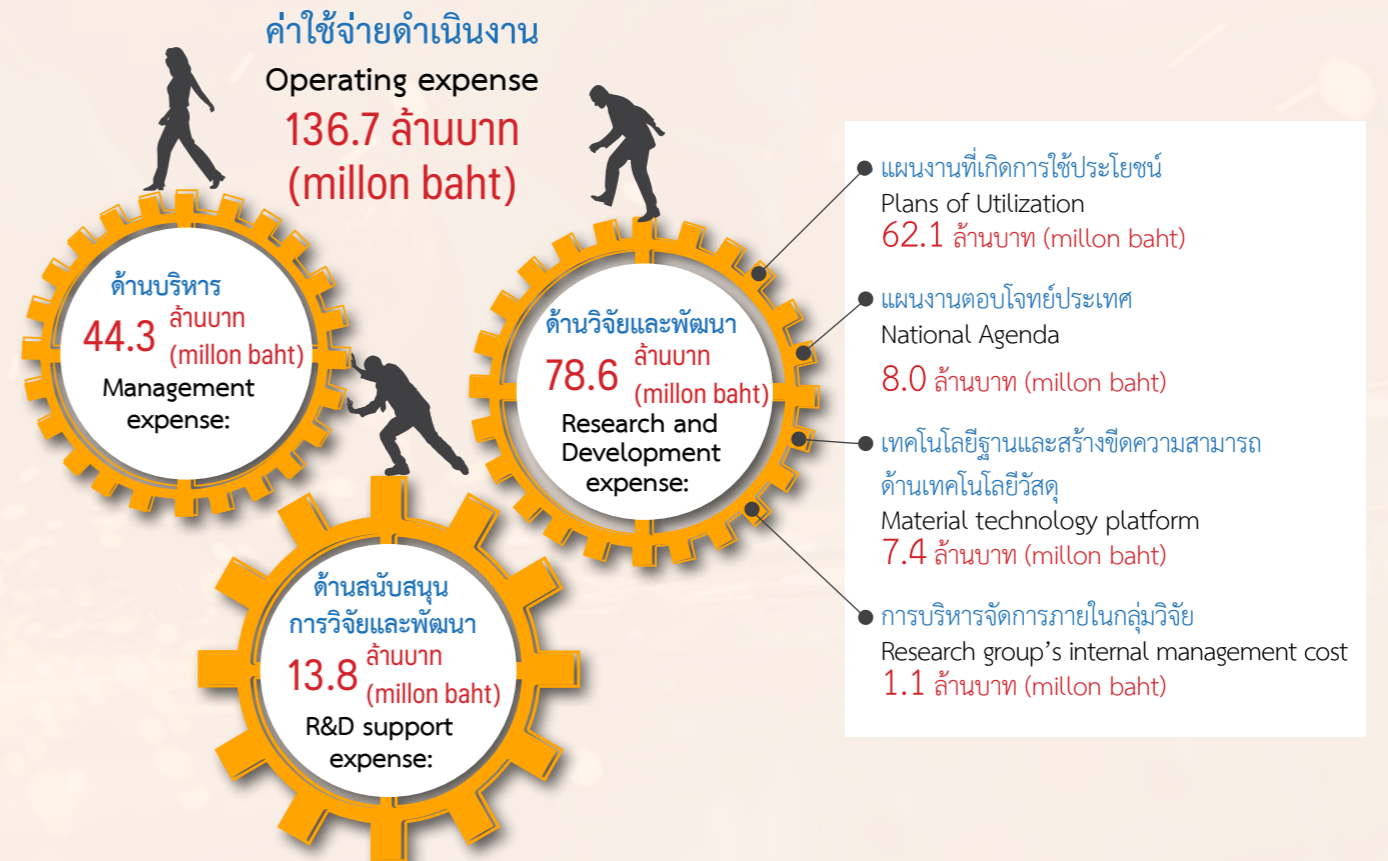 ค่าใช้จ่ายดำเนินงาน
Operating expense
136.7 ล้านบาท
(millon baht)
ด้านบริหาร
44.3 ล้านบาท
(millon baht)
Management
expense:
ด้านวิจัยและพัฒนา
78.6 ล้านบาท
(millon baht)
Research and
Development
expense:
ด้านสนับสนุน
การวิจัยและพัฒนา
13.8 ล้านบาท
(millon baht)
R&D support
expense:
แผนงานที่เกิดการใช้ประโยชน์
Plans of Utilization
62.1 ล้านบาท (millon baht)
แผนงานตอบโจทย์ประเทศ
National Agenda
8.0 ล้านบาท (millon baht)
เทคโนโลยีฐานและสร้างขีดความสามารถ
ด้านเทคโนโลยีวัสดุ
Material technology platform
7.4 ล้านบาท (millon baht)
การบริหารจัดการภายในกลุ่มวิจัย
Research group's internal management cost
1.1 ล้านบาท (millon baht)